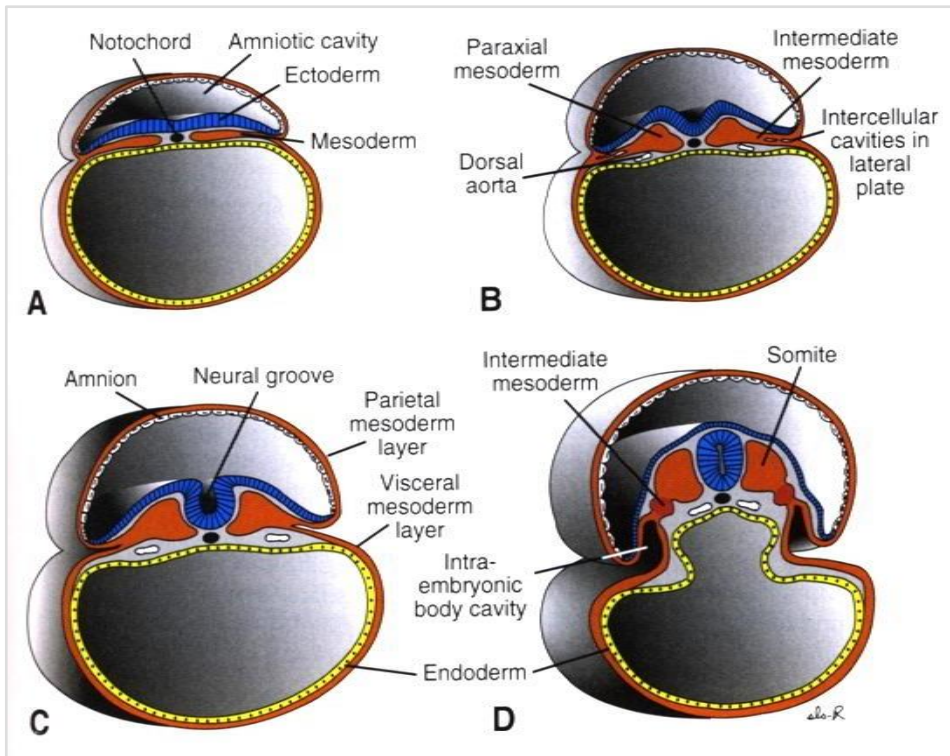 Notochord
Amniotic cavity
Ectoderm
Mesoderm
A
Paraxial
mesoderm
Intermediate
mesoderm
Intercellular
cavities in
lateral
plate
Dorsal
aorta
B
Amnion
Neural groove
Parietal
mesoderm
layer
Visceral
mesoderm
layer
C
Intermediate
mesoderm
Somite
Intra-
embryonic
body cavity
Endoderm
D